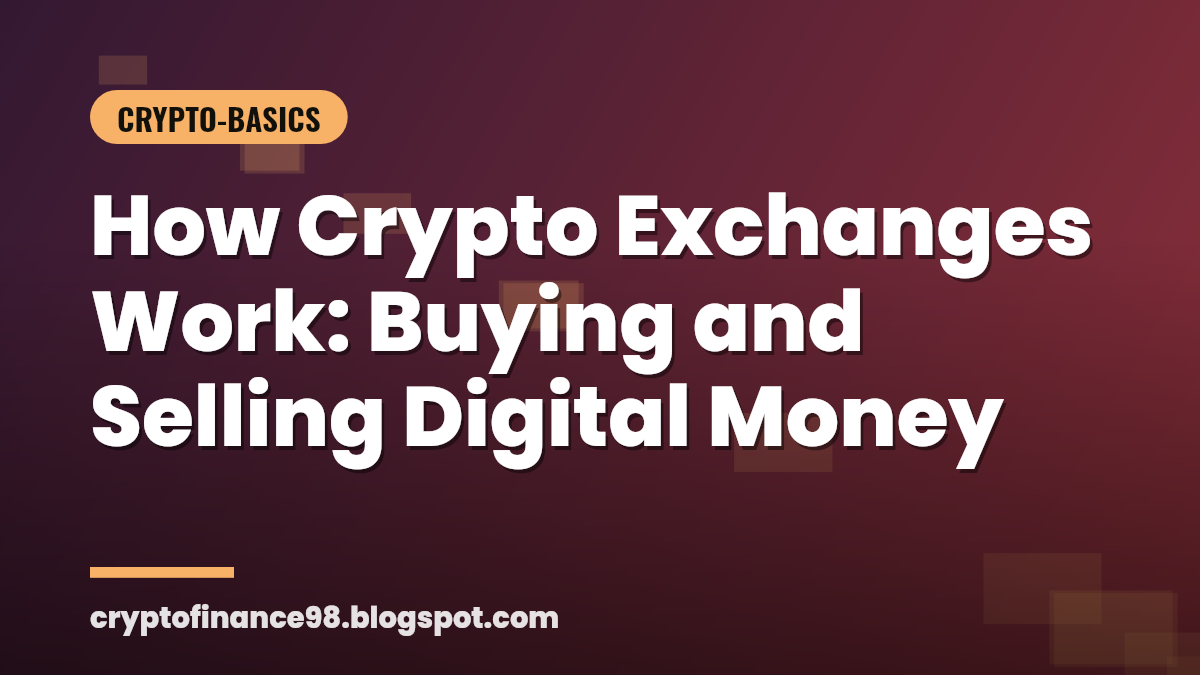 CRYPTO-BASICS
How Crypto Exchanges
Work: Buying and
Selling Digital Money
cryptofinance98.blogspot.com